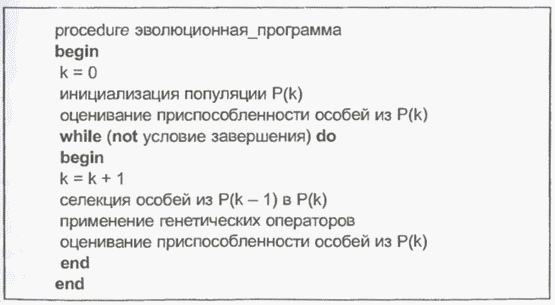 procedure эволюционная_программа
begin
k = 0
инициализация популяции P(k)
оценивание приспособленности особей из P(k)
while (not условие завершения) do
begin
k = k + 1
селекция особей из P(k – 1) в P(k)
применение генетических операторов
оценивание приспособленности особей из P(k)
end
end